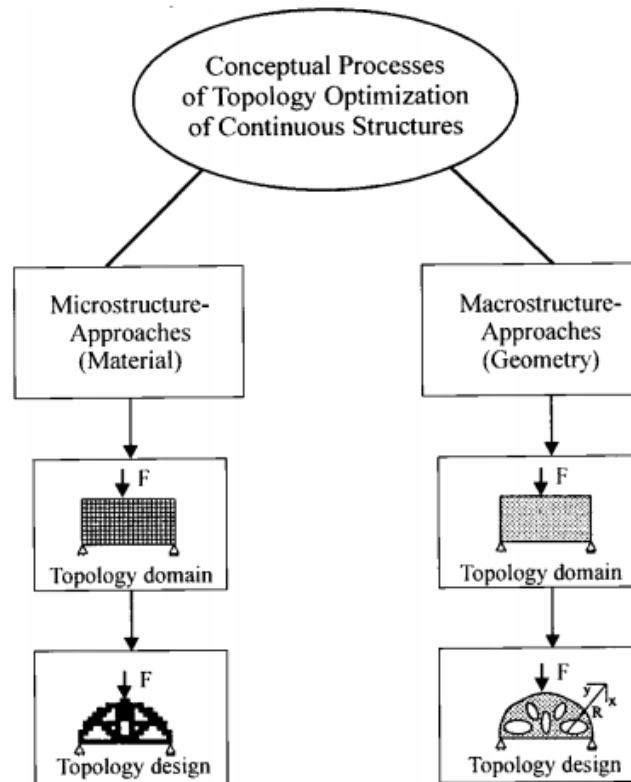 Conceptual Processes
of Topology Optimization
of Continuous Structures
Microstructure-
Approaches
(Material)
F
Topology domain
F
Topology design
Macrostructure-
Approaches
(Geometry)
F
Topology domain
F
y
x
R
Topology design